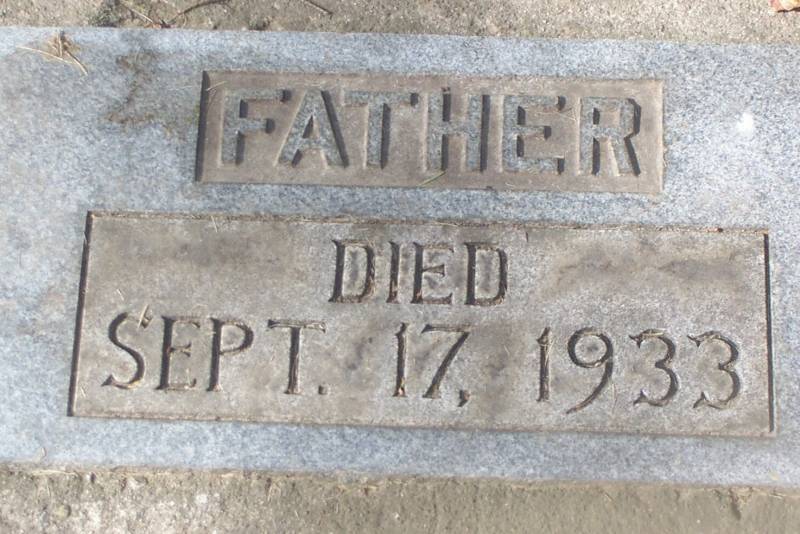 FATHER
DIED
SEPT. 17, 1933